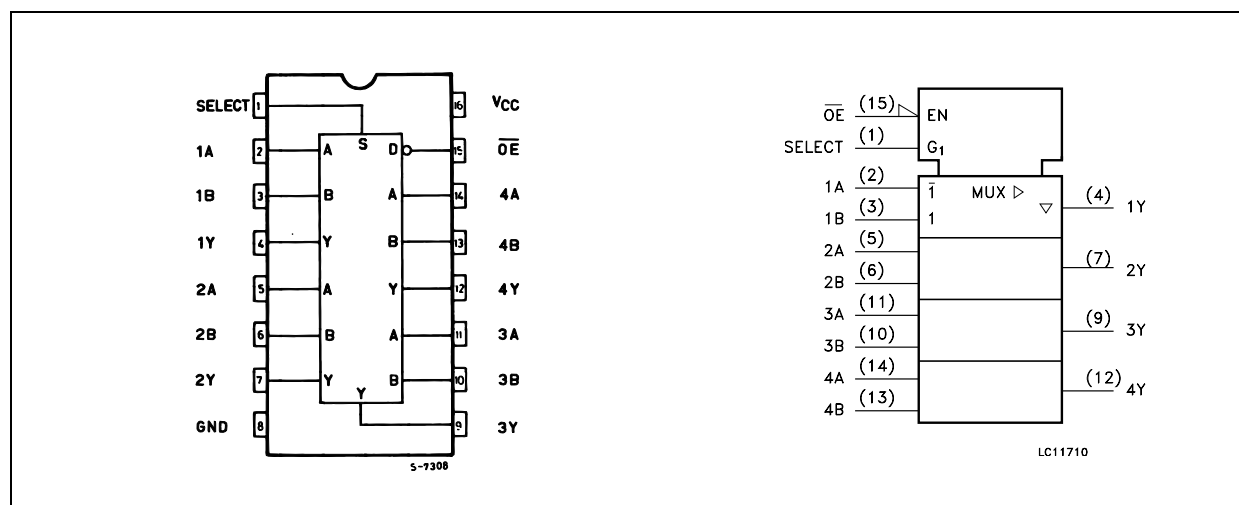 SELECT 1 16 VCC
1A 2 A S D 15 O̅E̅
1B 3 B A 14 4A
1Y 4 Y B 13 4B
2A 5 A Y 12 4Y
2B 6 B A 11 3A
2Y 7 Y Y B 10 3B
GND 8 9 3Y
S-7308
O̅E̅ (15) EN
SELECT (1) G1
1A (2) 1̅ MUX ▷ ▽ (4) 1Y
1B (3) 1
2A (5) (7) 2Y
2B (6)
3A (11) (9) 3Y
3B (10)
4A (14) (12) 4Y
4B (13)
LC11710